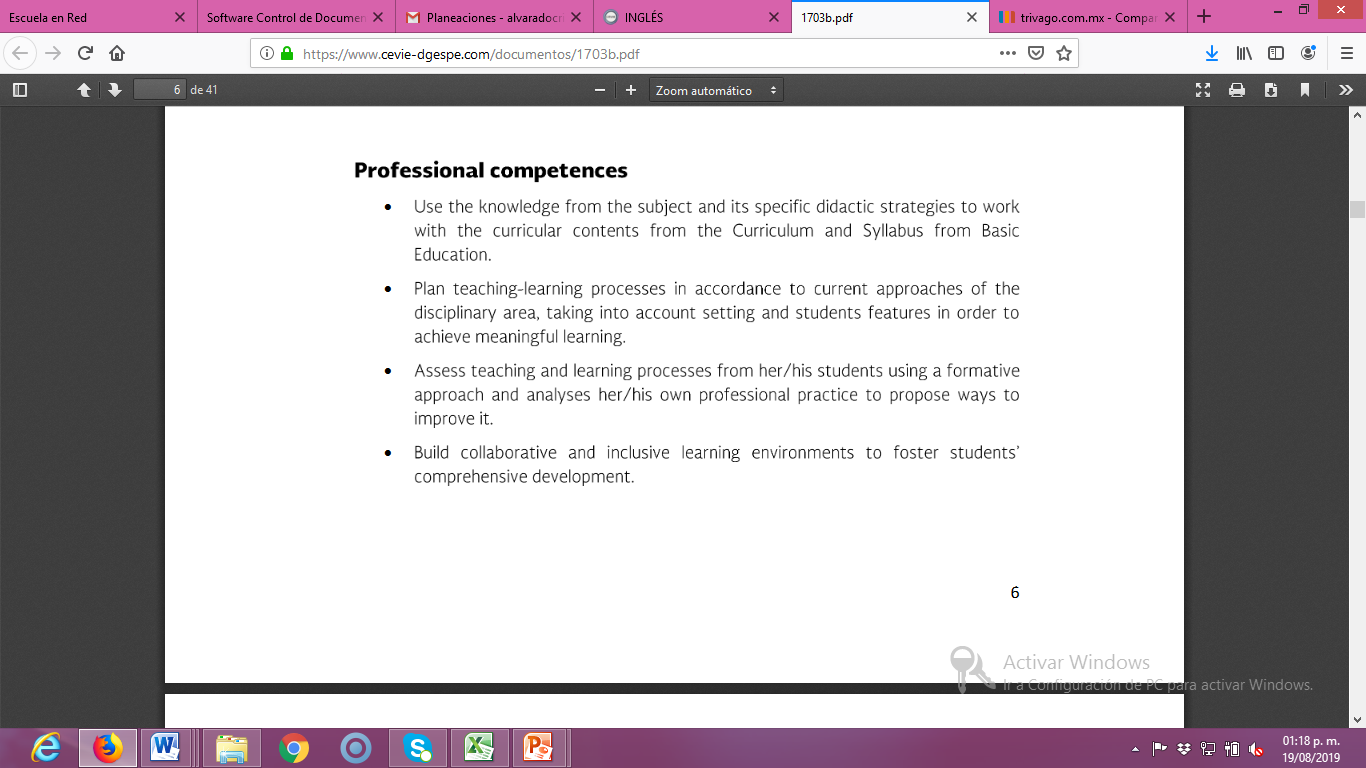 Escuela en Red
Software Control de Documen
Planeaciones - alvaradocr
INGLÉS
1703b.pdf
trivago.com.mx - Compar
https://www.cevie-dgespe.com/documentos/1703b.pdf
6 de 41
Zoom automático
Professional competences
• Use the knowledge from the subject and its specific didactic strategies to work
with the curricular contents from the Curriculum and Syllabus from Basic
Education.
• Plan teaching-learning processes in accordance to current approaches of the
disciplinary area, taking into account setting and students features in order to
achieve meaningful learning.
• Assess teaching and learning processes from her/his students using a formative
approach and analyses her/his own professional practice to propose ways to
improve it.
• Build collaborative and inclusive learning environments to foster students’
comprehensive development.
6
Activar Windows
Ir a Configuración de PC para activar Windows.
01:18 p. m.
19/08/2019